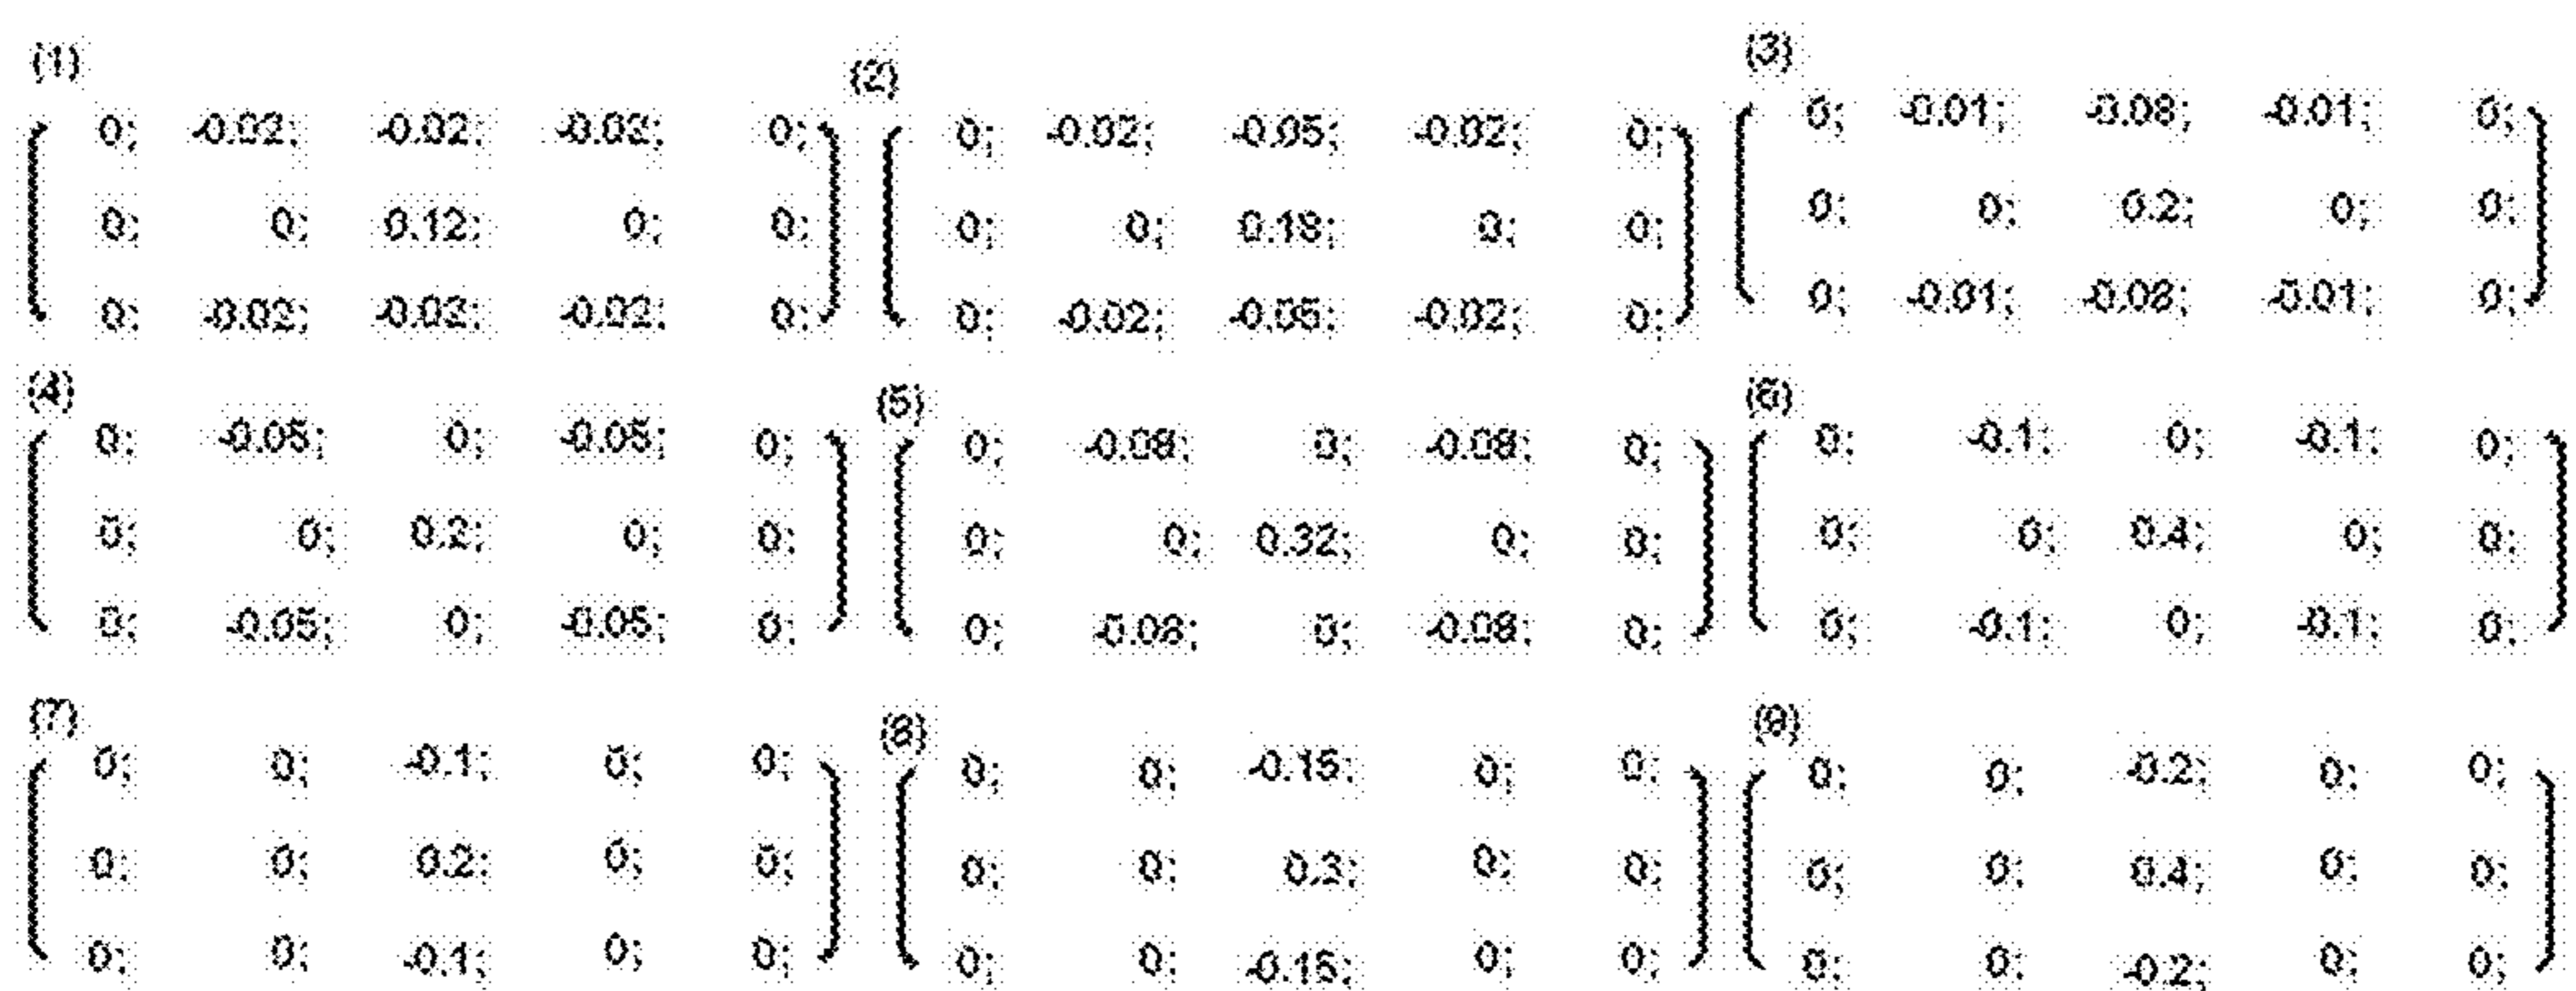 (1)
0; -0.02; -0.02; -0.02; 0;
0; 0; 0.12; 0; 0;
0; -0.02; -0.02; -0.02; 0;
(2)
0; -0.02; -0.05; -0.02; 0;
0; 0; 0.18; 0; 0;
0; -0.02; -0.05; -0.02; 0;
(3)
0; -0.01; -0.08; -0.01; 0;
0; 0; 0.2; 0; 0;
0; -0.01; -0.08; -0.01; 0;
(4)
0; -0.05; 0; -0.05; 0;
0; 0; 0.2; 0; 0;
0; -0.05; 0; -0.05; 0;
(5)
0; -0.08; 0; -0.08; 0;
0; 0; 0.32; 0; 0;
0; -0.08; 0; -0.08; 0;
(6)
0; -0.1; 0; -0.1; 0;
0; 0; 0.4; 0; 0;
0; -0.1; 0; -0.1; 0;
(7)
0; 0; -0.1; 0; 0;
0; 0; 0.2; 0; 0;
0; 0; -0.1; 0; 0;
(8)
0; 0; -0.15; 0; 0;
0; 0; 0.3; 0; 0;
0; 0; -0.15; 0; 0;
(9)
0; 0; -0.2; 0; 0;
0; 0; 0.4; 0; 0;
0; 0; -0.2; 0; 0;